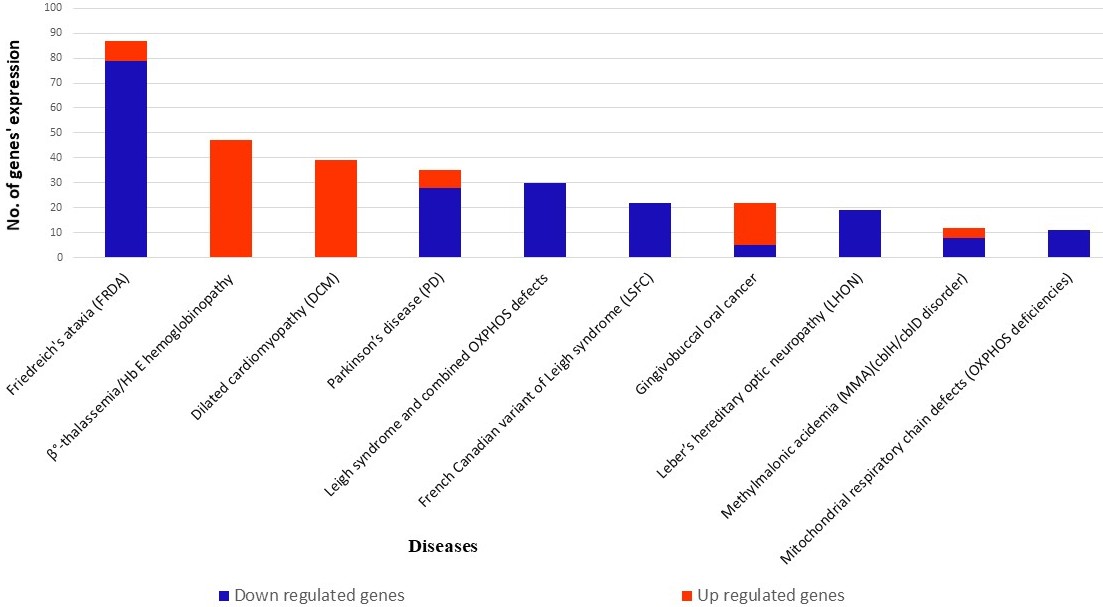 No. of genes' expression
100
90
80
70
60
50
40
30
20
10
0
Friedreich's ataxia (FRDA)
β°-thalassemia/Hb E hemoglobinopathy
Dilated cardiomyopathy (DCM)
Parkinson's disease (PD)
Leigh syndrome and combined OXPHOS defects
French Canadian variant of Leigh syndrome (LSFC)
Gingivobuccal oral cancer
Leber's hereditary optic neuropathy (LHON)
Methylmalonic acidemia (MMA)(cblH/cblD disorder)
Mitochondrial respiratory chain defects (OXPHOS deficiencies)
Diseases
Down regulated genes
Up regulated genes